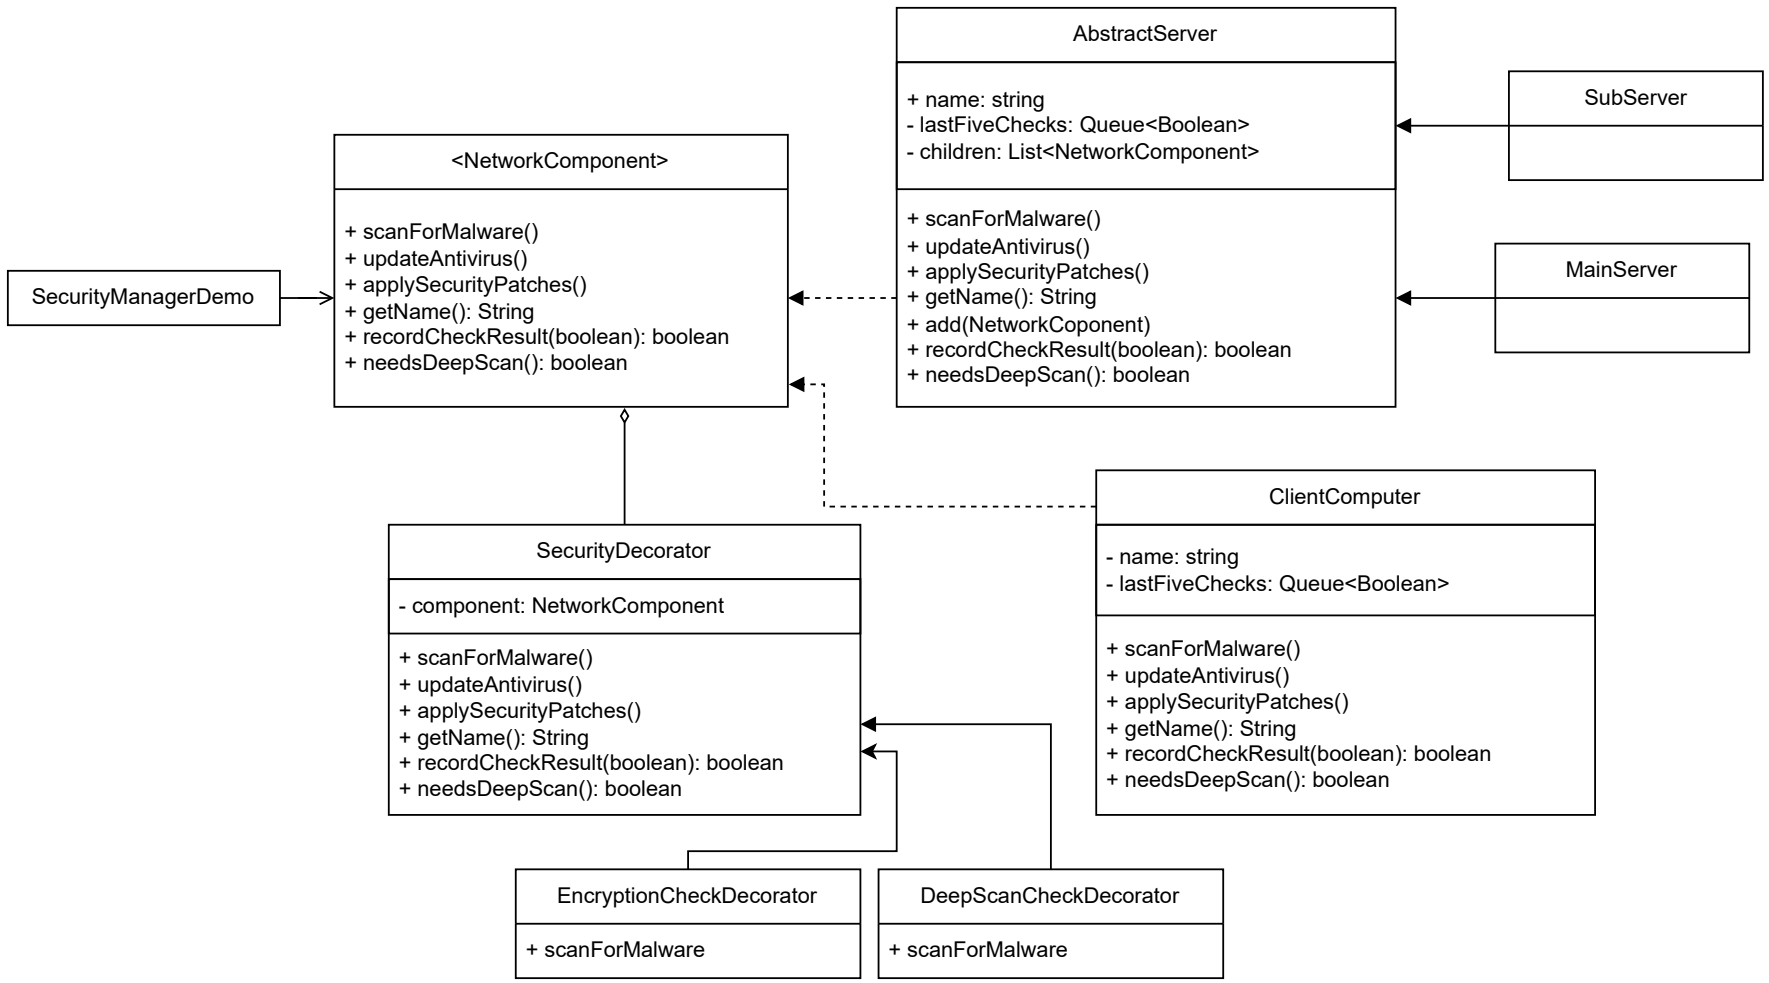 AbstractServer
+ name: string
- lastFiveChecks: Queue<Boolean>
- children: List<NetworkComponent>
+ scanForMalware()
+ updateAntivirus()
+ applySecurityPatches()
+ getName(): String
+ add(NetworkCoponent)
+ recordCheckResult(boolean): boolean
+ needsDeepScan(): boolean
SubServer
MainServer
<NetworkComponent>
+ scanForMalware()
+ updateAntivirus()
+ applySecurityPatches()
+ getName(): String
+ recordCheckResult(boolean): boolean
+ needsDeepScan(): boolean
SecurityManagerDemo
ClientComputer
- name: string
- lastFiveChecks: Queue<Boolean>
+ scanForMalware()
+ updateAntivirus()
+ applySecurityPatches()
+ getName(): String
+ recordCheckResult(boolean): boolean
+ needsDeepScan(): boolean
SecurityDecorator
- component: NetworkComponent
+ scanForMalware()
+ updateAntivirus()
+ applySecurityPatches()
+ getName(): String
+ recordCheckResult(boolean): boolean
+ needsDeepScan(): boolean
EncryptionCheckDecorator
+ scanForMalware
DeepScanCheckDecorator
+ scanForMalware